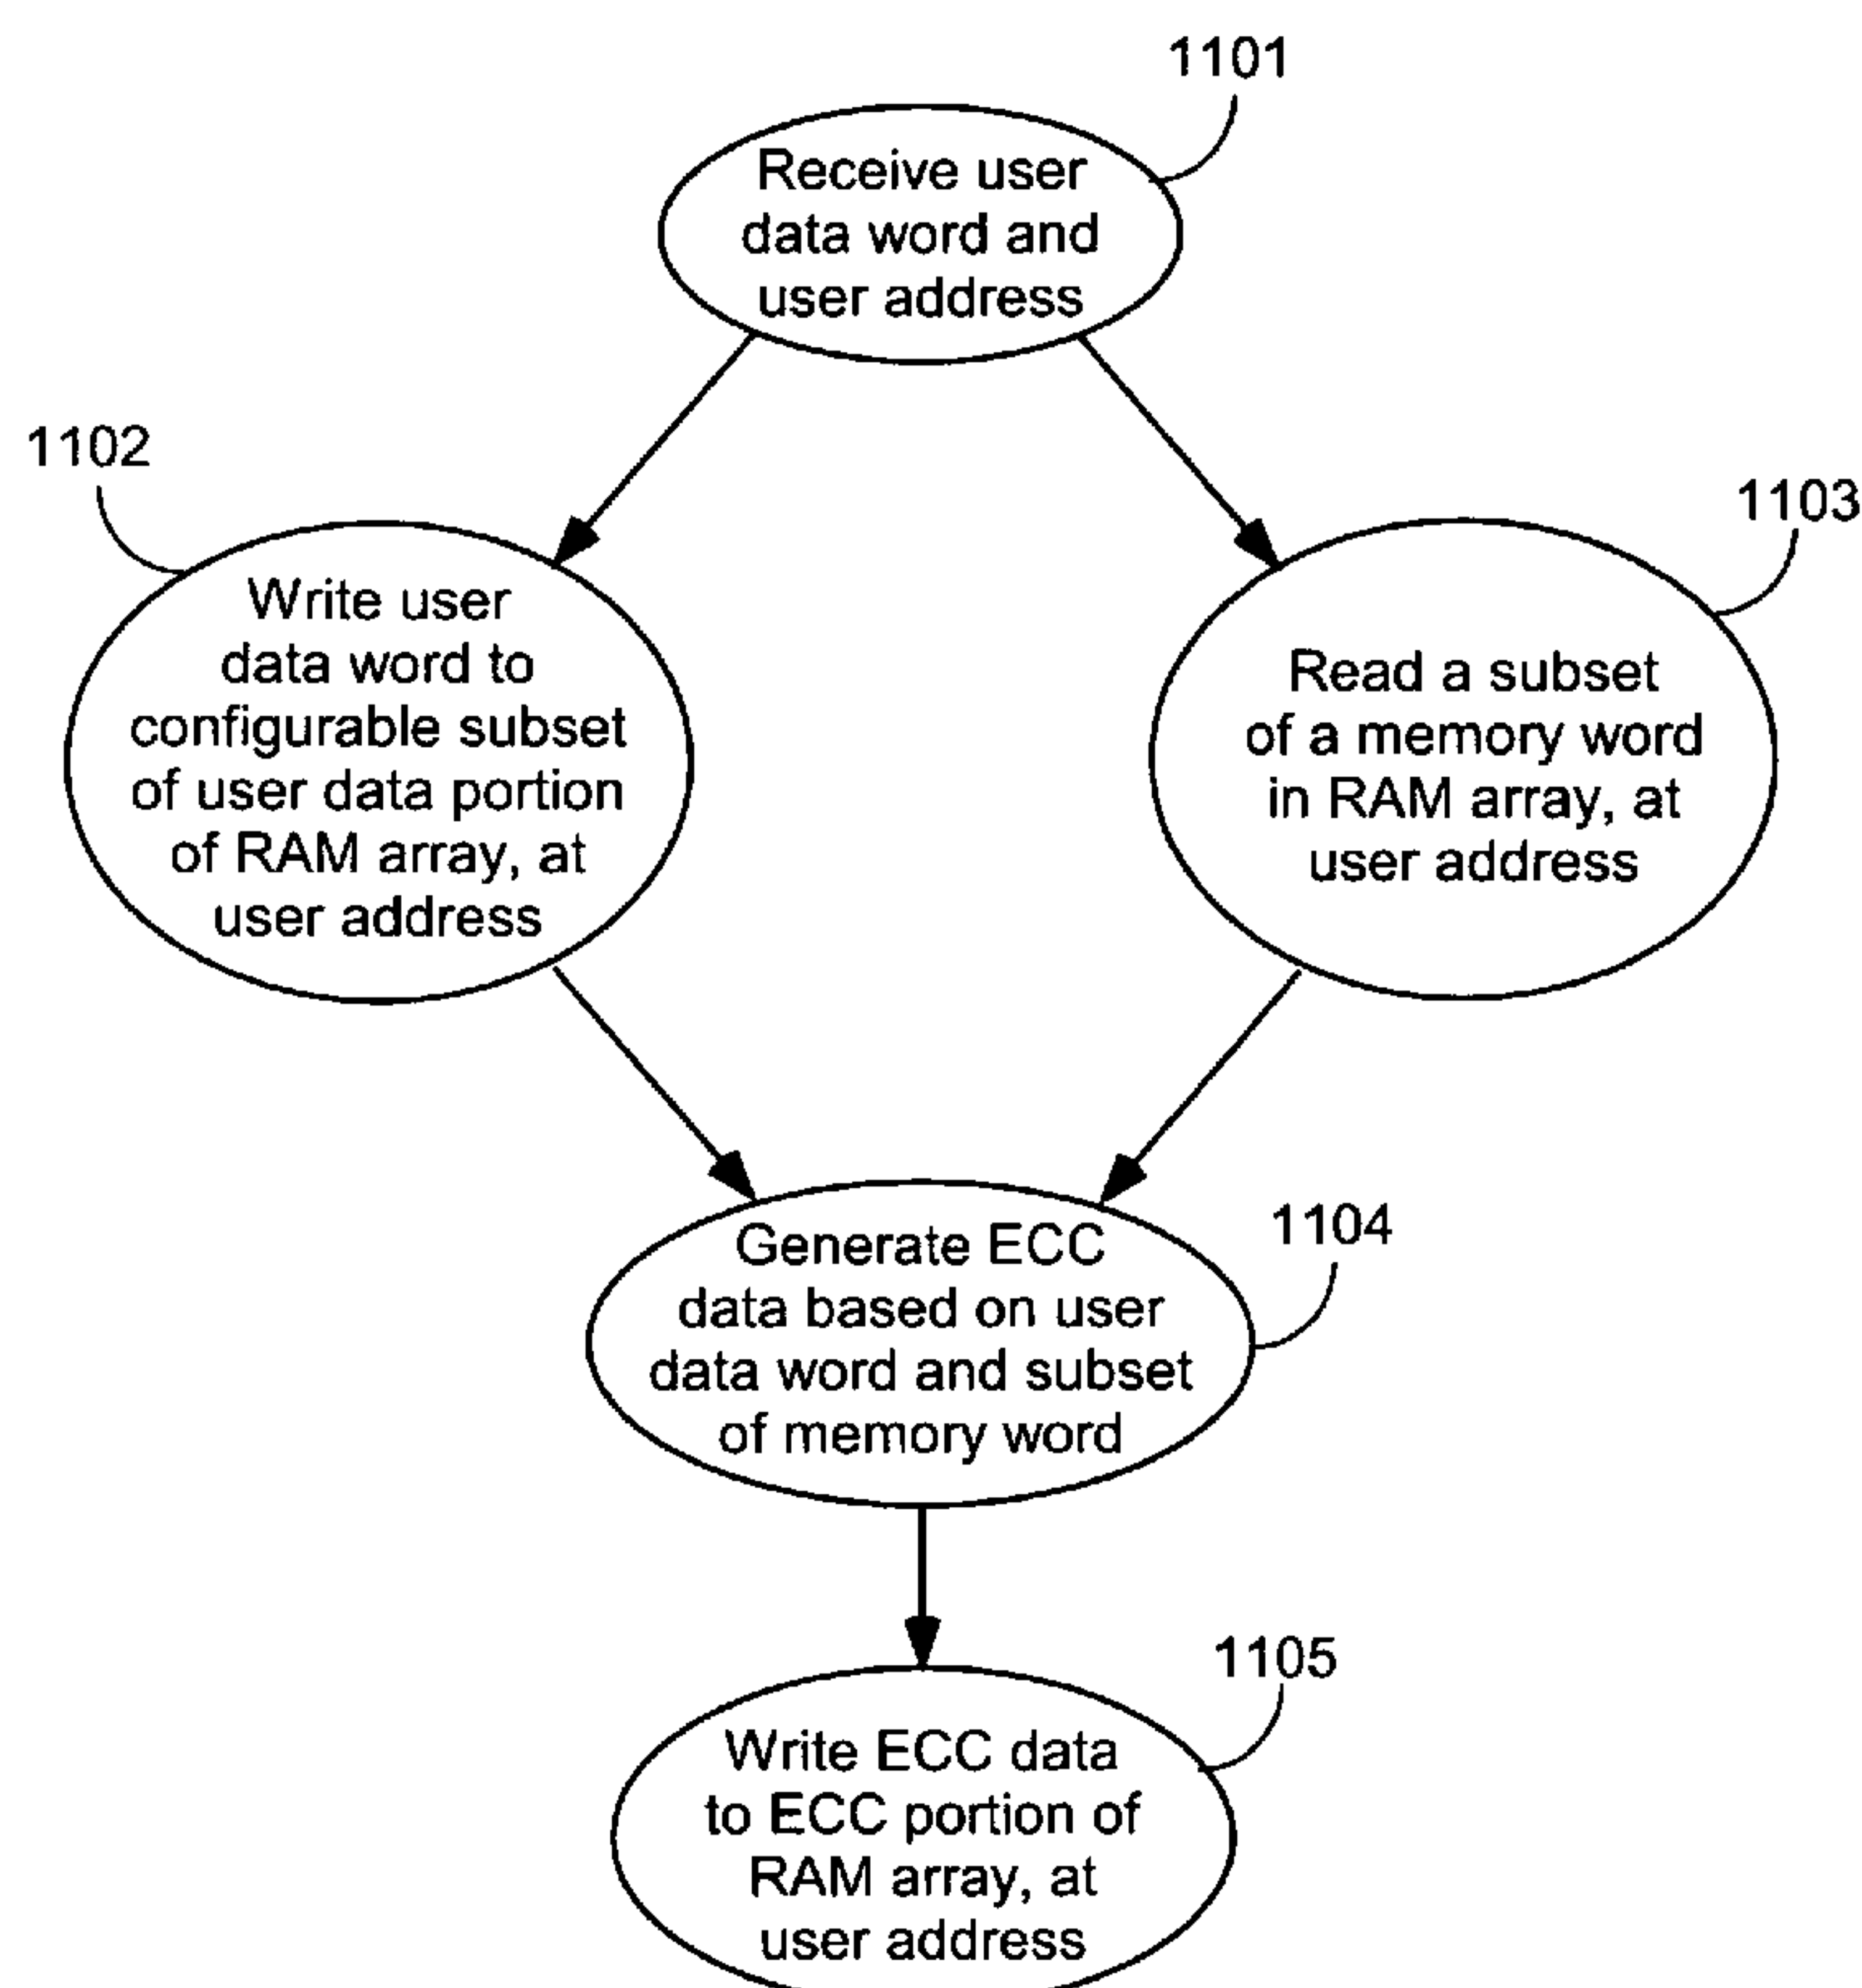 1101
Receive user
data word and
user address
1102
Write user
data word to
configurable subset
of user data portion
of RAM array, at
user address
1103
Read a subset
of a memory word
in RAM array, at
user address
1104
Generate ECC
data based on user
data word and subset
of memory word
1105
Write ECC data
to ECC portion of
RAM array, at
user address